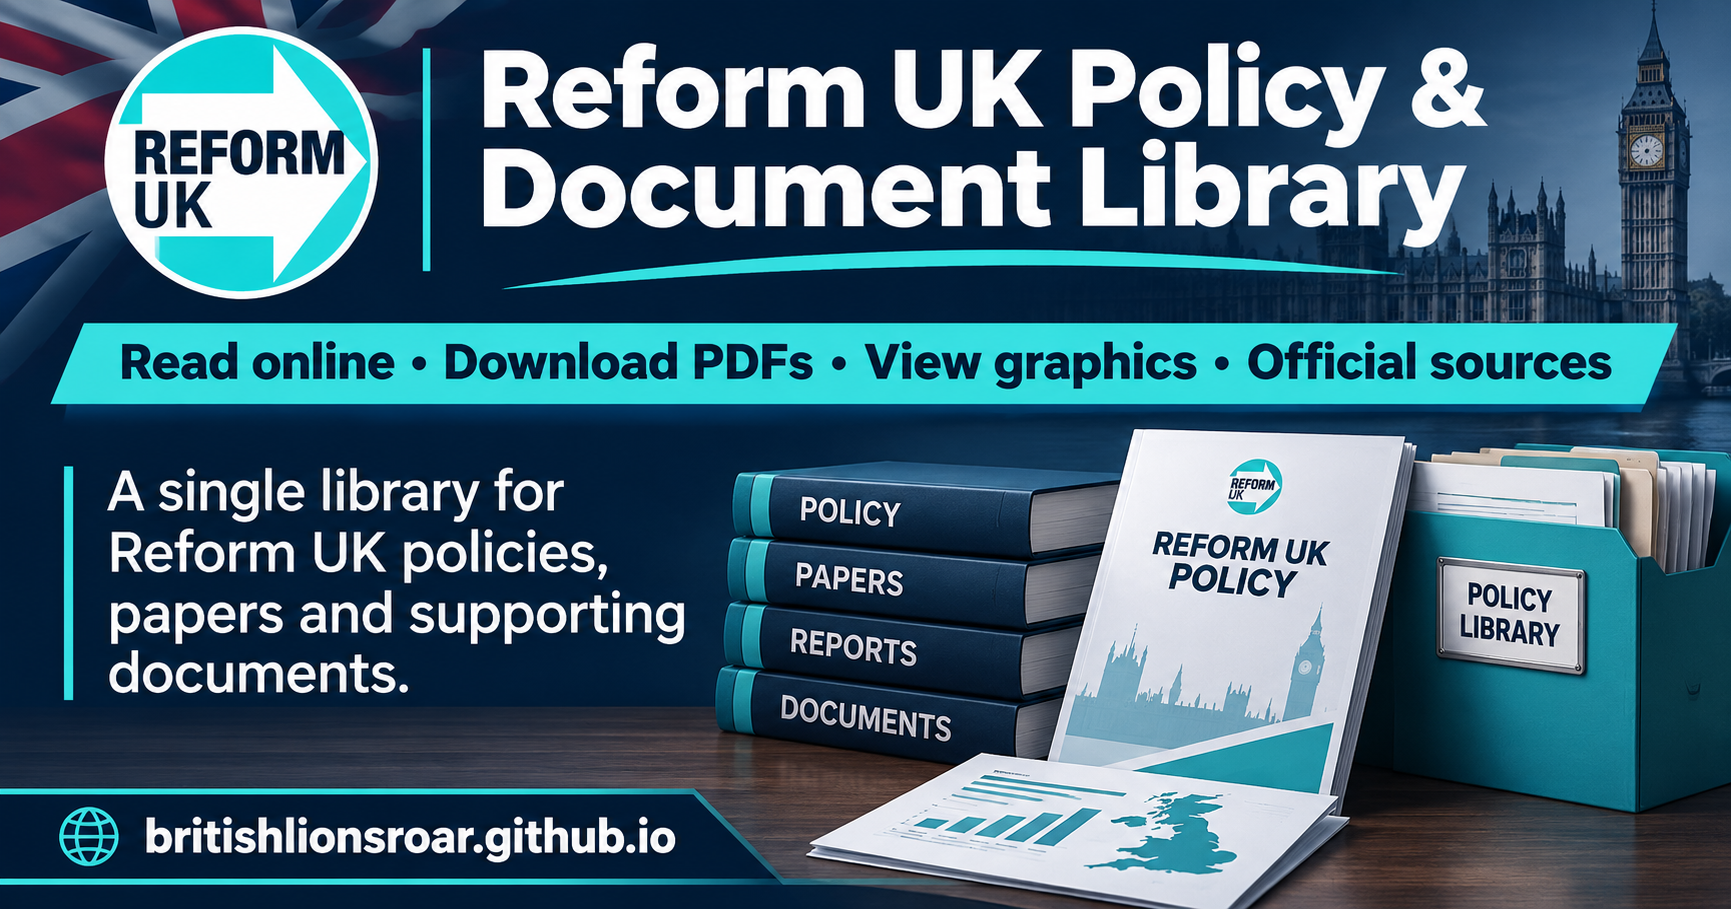 REFORM
UK
Reform UK Policy &
Document Library
Read online • Download PDFs • View graphics • Official sources
A single library for
Reform UK policies,
papers and supporting
documents.
POLICY
PAPERS
REPORTS
DOCUMENTS
REFORM
UK
REFORM UK
POLICY
POLICY
LIBRARY
britishlionsroar.github.io